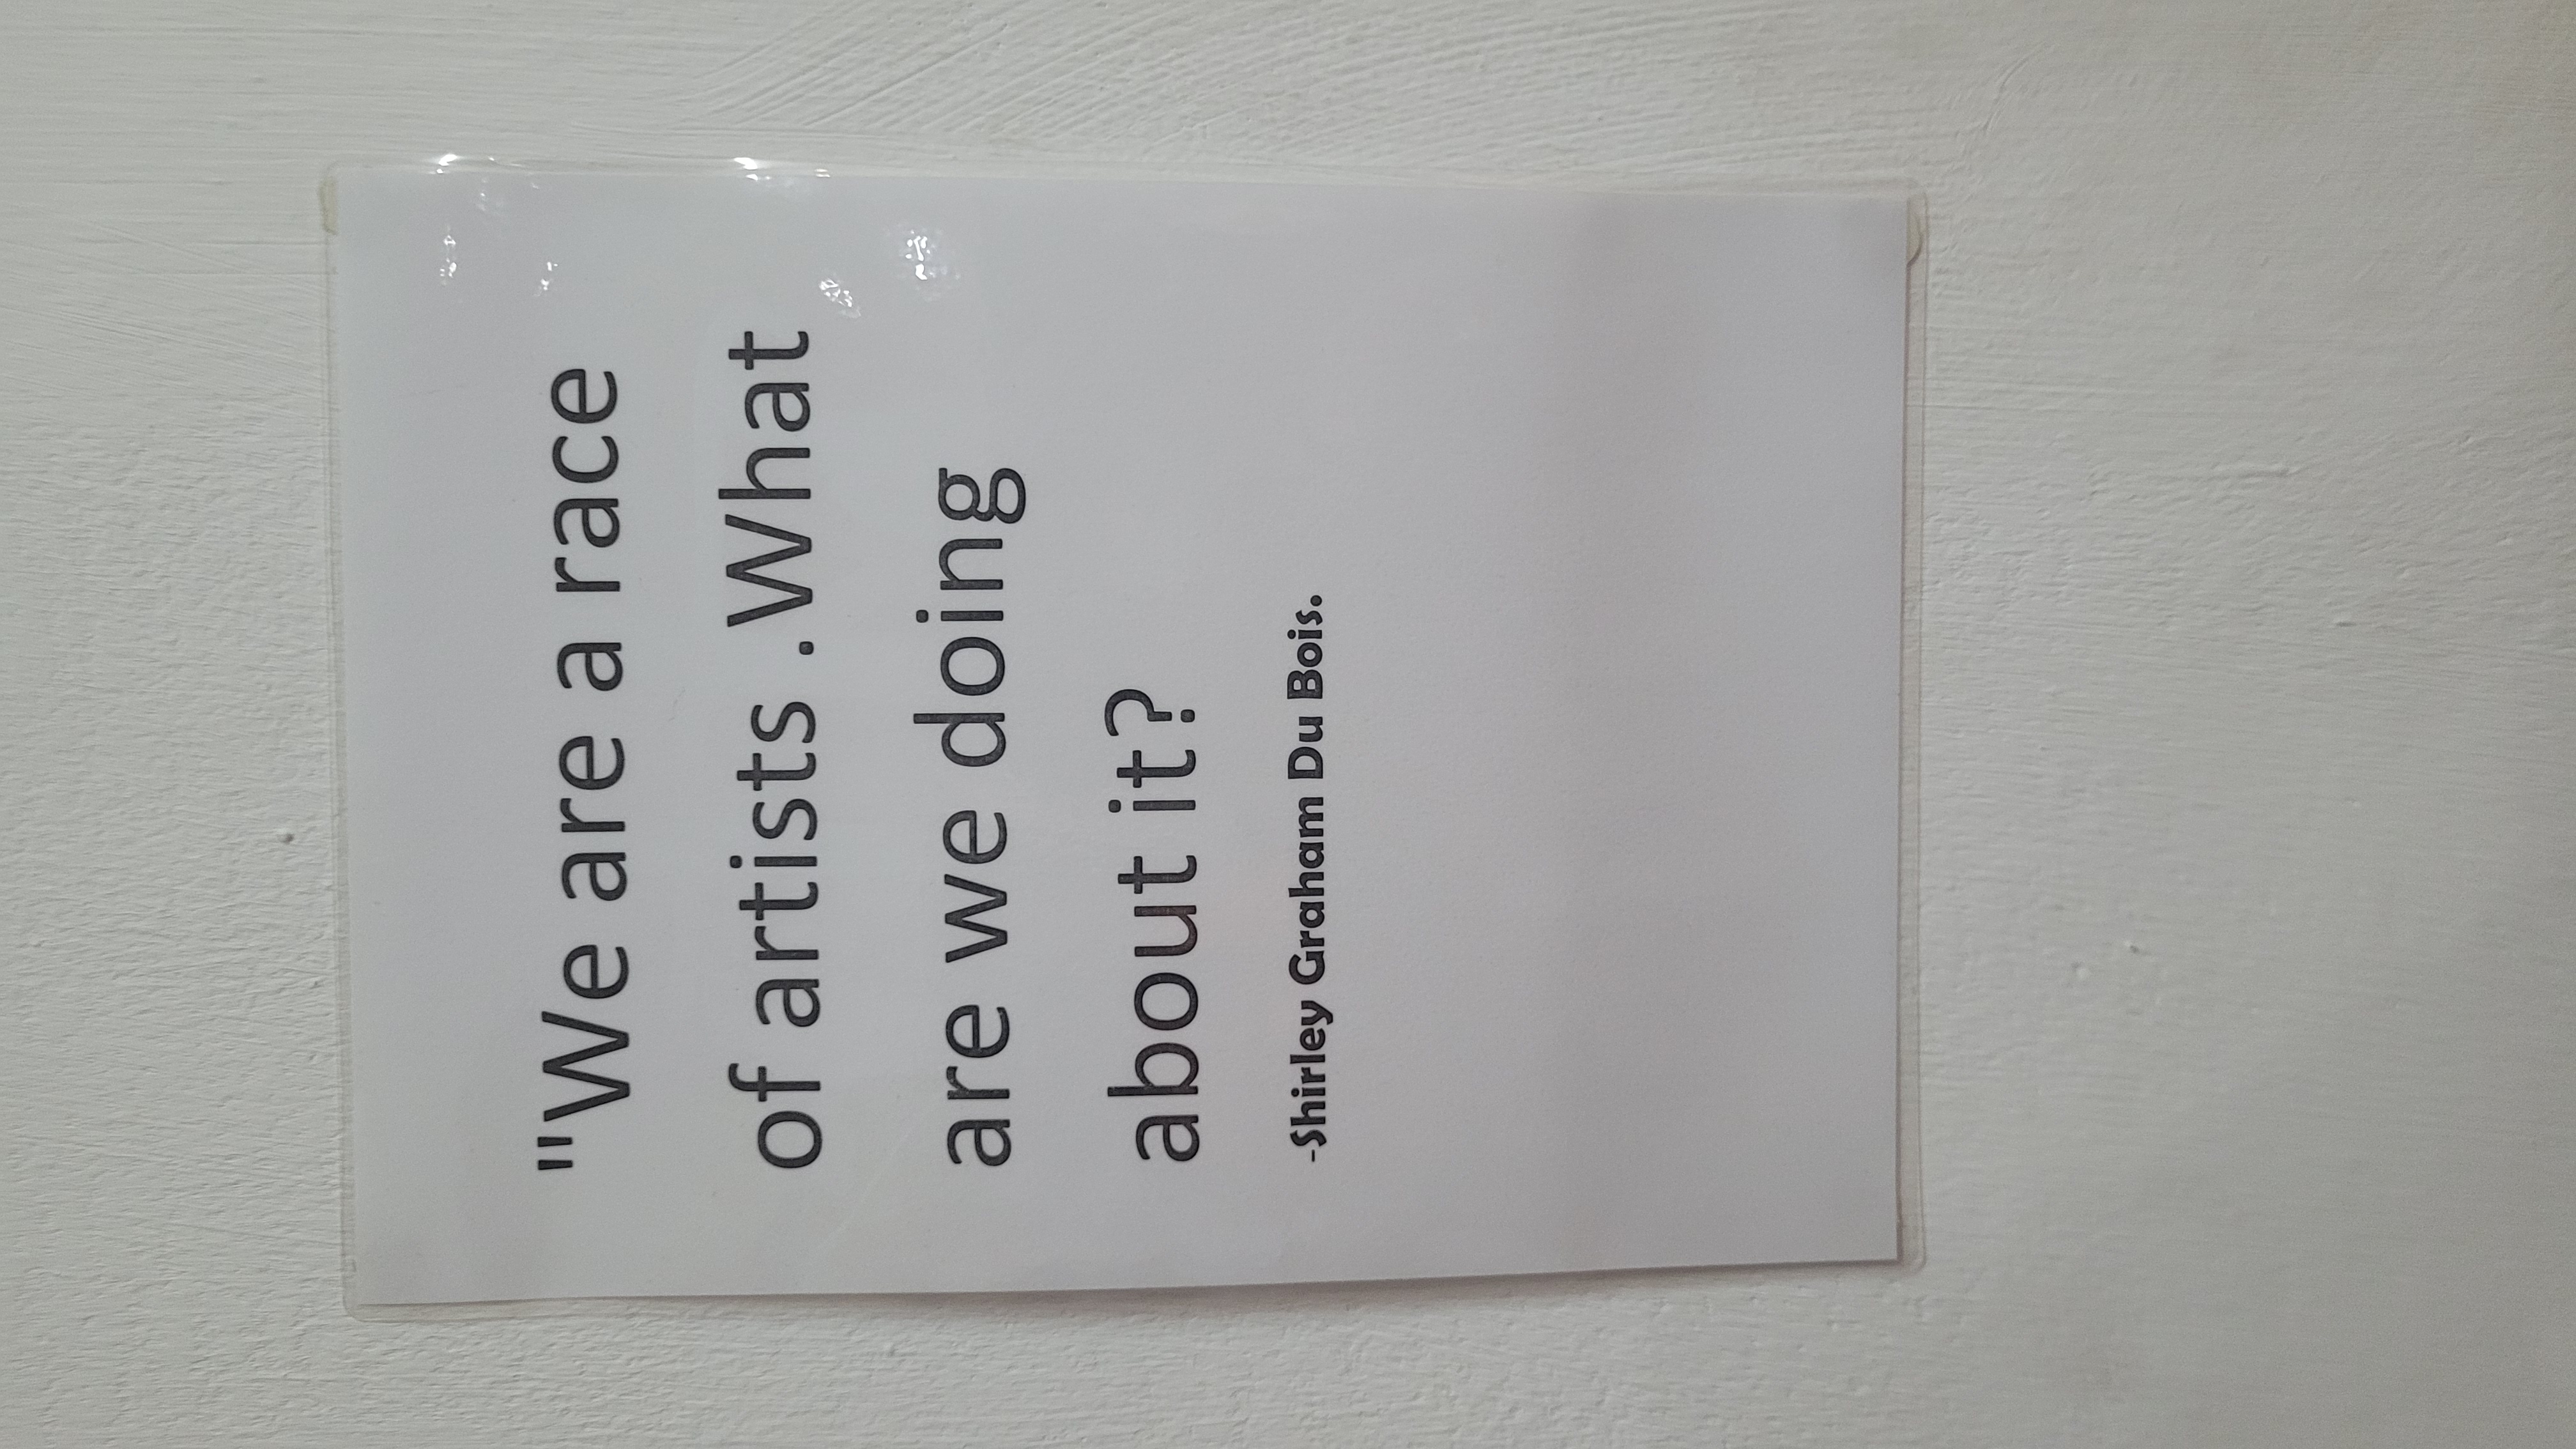 "We are a race
of artists .What
are we doing
about it?
-Shirley Graham Du Bois.